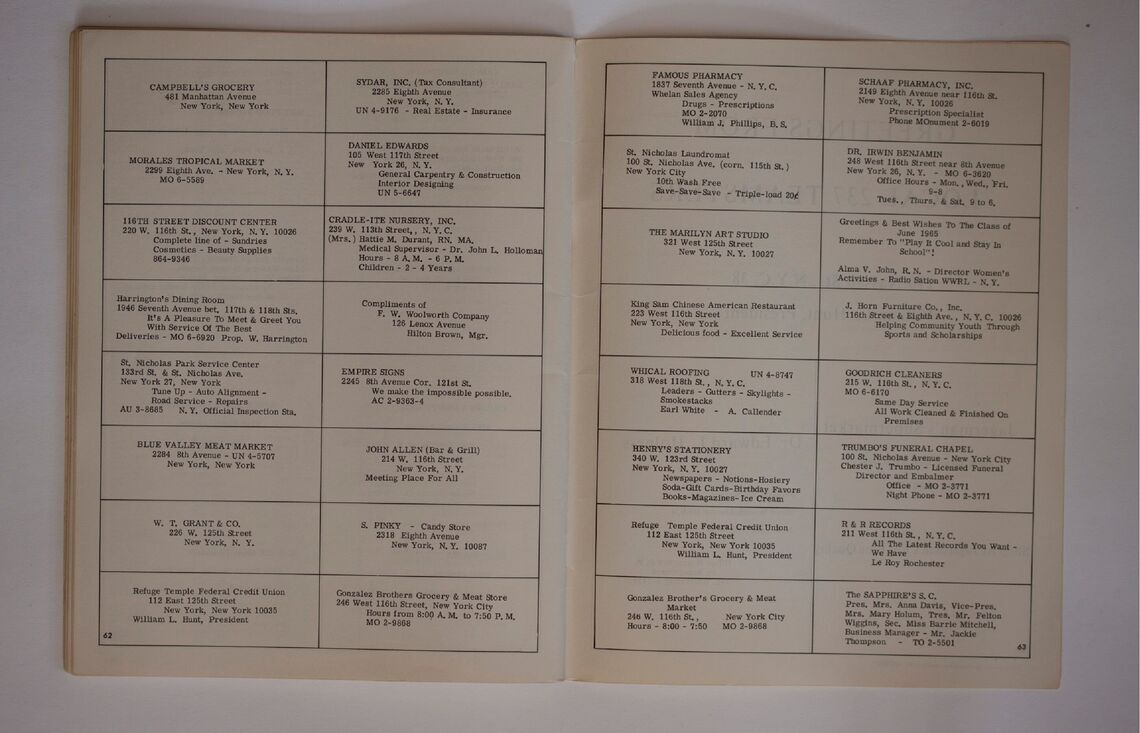 CAMPBELL'S GROCERY
481 Manhattan Avenue
New York, New York
SYDAR, INC. (Tax Consultant)
2285 Eighth Avenue
New York, N. Y.
UN 4-9176 - Real Estate - Insurance
MORALES TROPICAL MARKET
2299 Eighth Ave. - New York, N. Y.
MO 6-5589
DANIEL EDWARDS
105 West 117th Street
New York 26, N. Y.
General Carpentry & Construction
Interior Designing
UN 5-6647
116TH STREET DISCOUNT CENTER
220 W. 116th St., New York, N. Y. 10026
Complete line of - Sundries
Cosmetics - Beauty Supplies
864-9346
CRADLE-ITE NURSERY, INC.
239 W. 113th Street,, N. Y. C.
(Mrs.) Hattie M. Durant, RN. MA.
Medical Supervisor - Dr. John L. Holloman
Hours - 8 A. M. - 6 P. M.
Children - 2 - 4 Years
Harrington's Dining Room
1946 Seventh Avenue bet. 117th & 118th Sts.
It's A Pleasure To Meet & Greet You
With Service Of The Best
Deliveries - MO 6-6920 Prop. W. Harrington
Compliments of
F. W. Woolworth Company
126 Lenox Avenue
Hilton Brown, Mgr.
St. Nicholas Park Service Center
133rd St. & St. Nicholas Ave.
New York 27, New York
Tune Up - Auto Alignment -
Road Service - Repairs
AU 3-8685 N. Y. Official Inspection Sta.
EMPIRE SIGNS
2245 8th Avenue Cor. 121st St.
We make the impossible possible.
AC 2-9363-4
BLUE VALLEY MEAT MARKET
2284 8th Avenue - UN 4-5707
New York, New York
JOHN ALLEN (Bar & Grill)
214 W. 116th Street
New York, N. Y.
Meeting Place For All
W. T. GRANT & CO.
226 W. 125th Street
New York, N. Y.
S. PINKY - Candy Store
2318 Eighth Avenue
New York, N. Y. 10087
Refuge Temple Federal Credit Union
112 East 125th Street
New York, New York 10035
William L. Hunt, President
Gonzalez Brothers Grocery & Meat Store
246 West 116th Street, New York City
Hours from 8:00 A. M. to 7:50 P. M.
MO 2-9868
62
FAMOUS PHARMACY
1837 Seventh Avenue - N. Y. C.
Whelan Sales Agency
Drugs - Prescriptions
MO 2-2070
William J. Phillips, B. S.
SCHAAF PHARMACY, INC.
2149 Eighth Avenue near 116th St.
New York, N. Y. 10026
Prescription Specialist
Phone MOnument 2-6019
St. Nicholas Laundromat
100 St. Nicholas Ave. (corn. 115th St.)
New York City
10th Wash Free
Save-Save-Save - Triple-load 20¢
DR. IRWIN BENJAMIN
248 West 116th Street near 8th Avenue
New York 26, N. Y. - MO 6-3620
Office Hours - Mon., Wed., Fri.
9-8
Tues., Thurs, & Sat. 9 to 6.
THE MARILYN ART STUDIO
321 West 125th Street
New York, N. Y. 10027
Greetings & Best Wishes To The Class of
June 1965
Remember To "Play It Cool and Stay In
School"!
Alma V. John, R. N. - Director Women's
Activities - Radio Sation WWRL - N. Y.
King Sam Chinese American Restaurant
223 West 116th Street
New York, New York
Delicious food - Excellent Service
J. Horn Furniture Co., Inc.
116th Street & Eighth Ave., N. Y. C. 10026
Helping Community Youth Through
Sports and Scholarships
WHICAL ROOFING UN 4-8747
318 West 118th St., N. Y. C.
Leaders - Gutters - Skylights -
Smokestacks
Earl White - A. Callender
GOODRICH CLEANERS
215 W. 116th St., N. Y. C.
MO 6-6170
Same Day Service
All Work Cleaned & Finished On
Premises
HENRY'S STATIONERY
340 W. 123rd Street
New York, N. Y. 10027
Newspapers - Notions-Hosiery
Soda-Gift Cards-Birthday Favors
Books-Magazines-Ice Cream
TRUMBO'S FUNERAL CHAPEL
100 St. Nicholas Avenue - New York City
Chester J. Trumbo - Licensed Funeral
Director and Embalmer
Office - MO 2-3771
Night Phone - MO 2-3771
Refuge Temple Federal Credit Union
112 East 125th Street
New York, New York 10035
William L. Hunt, President
R & R RECORDS
211 West 116th St., N. Y. C.
All The Latest Records You Want -
We Have
Le Roy Rochester
Gonzalez Brother's Grocery & Meat
Market
246 W. 116th St., New York City
Hours - 8:00 - 7:50 MO 2-9868
The SAPPHIRE'S S. C.
Pres. Mrs. Anna Davis, Vice-Pres.
Mrs. Mary Holum, Tres. Mr. Felton
Wiggins, Sec. Miss Barrie Mitchell,
Business Manager - Mr. Jackie
Thompson - TO 2-5501
63